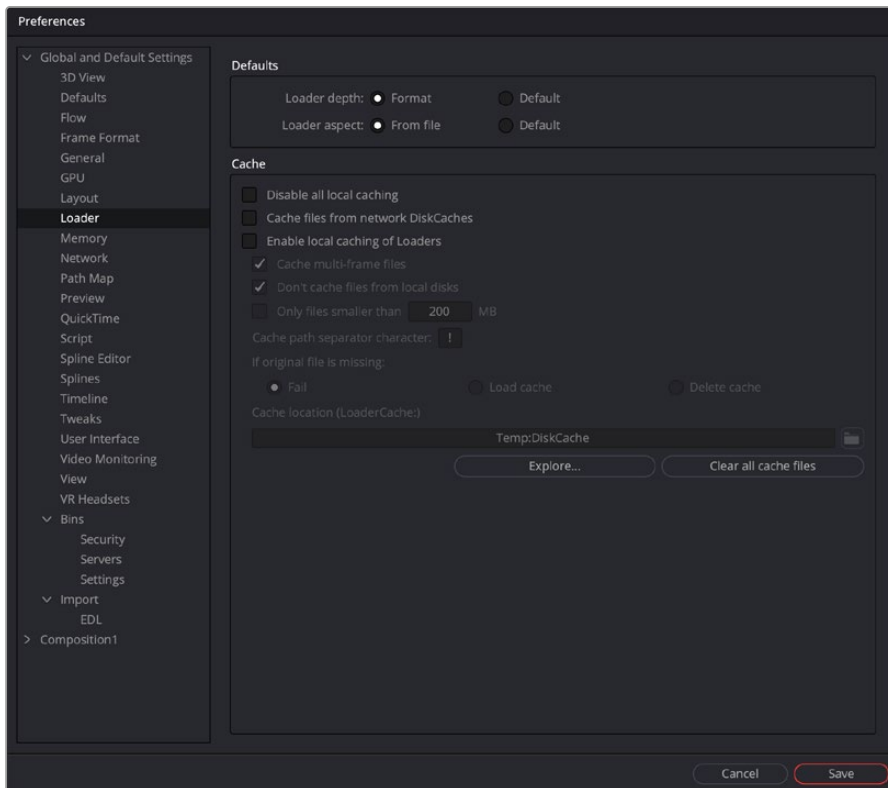 Preferences
Global and Default Settings
3D View
Defaults
Flow
Frame Format
General
GPU
Layout
Loader
Memory
Network
Path Map
Preview
QuickTime
Script
Spline Editor
Splines
Timeline
Tweaks
User Interface
Video Monitoring
View
VR Headsets
Bins
Security
Servers
Settings
Import
EDL
Composition1
Defaults
Loader depth: Format Default
Loader aspect: From file Default
Cache
Disable all local caching
Cache files from network DiskCaches
Enable local caching of Loaders
Cache multi-frame files
Don't cache files from local disks
Only files smaller than 200 MB
Cache path separator character: !
If original file is missing:
Fail Load cache Delete cache
Cache location (LoaderCache:)
Temp:DiskCache
Explore... Clear all cache files
Cancel Save